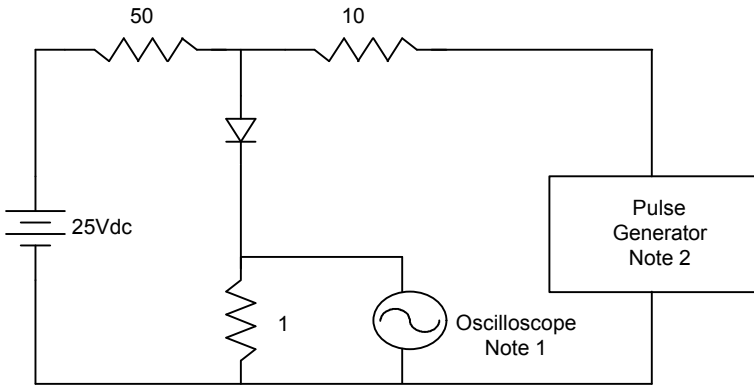 50
10
25Vdc
Pulse
Generator
Note 2
1
Oscilloscope
Note 1